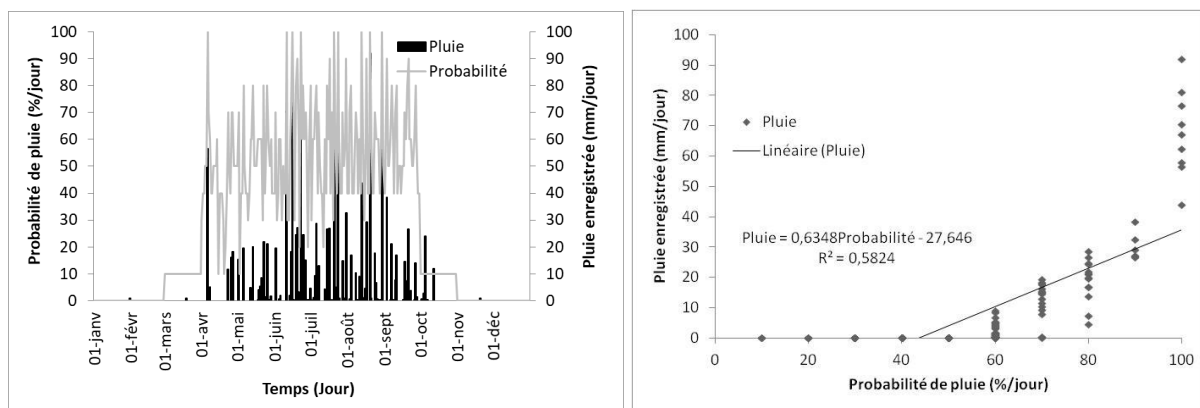 Probabilité de pluie (%/jour)
100
90
80
70
60
50
40
30
20
10
0
Pluie
Probabilité
100
90
80
70
60
50
40
30
20
10
0
Pluie enregistrée (mm/jour)
01-janv
01-févr
01-mars
01-avr
01-mai
01-juin
01-juil
01-août
01-sept
01-oct
01-nov
01-déc
Temps (Jour)
Pluie enregistrée (mm/jour)
100
90
80
70
60
50
40
30
20
10
0
Pluie
Linéaire (Pluie)
Pluie = 0,6348Probabilité - 27,646
R² = 0,5824
0
20
40
60
80
100
Probabilité de pluie (%/jour)